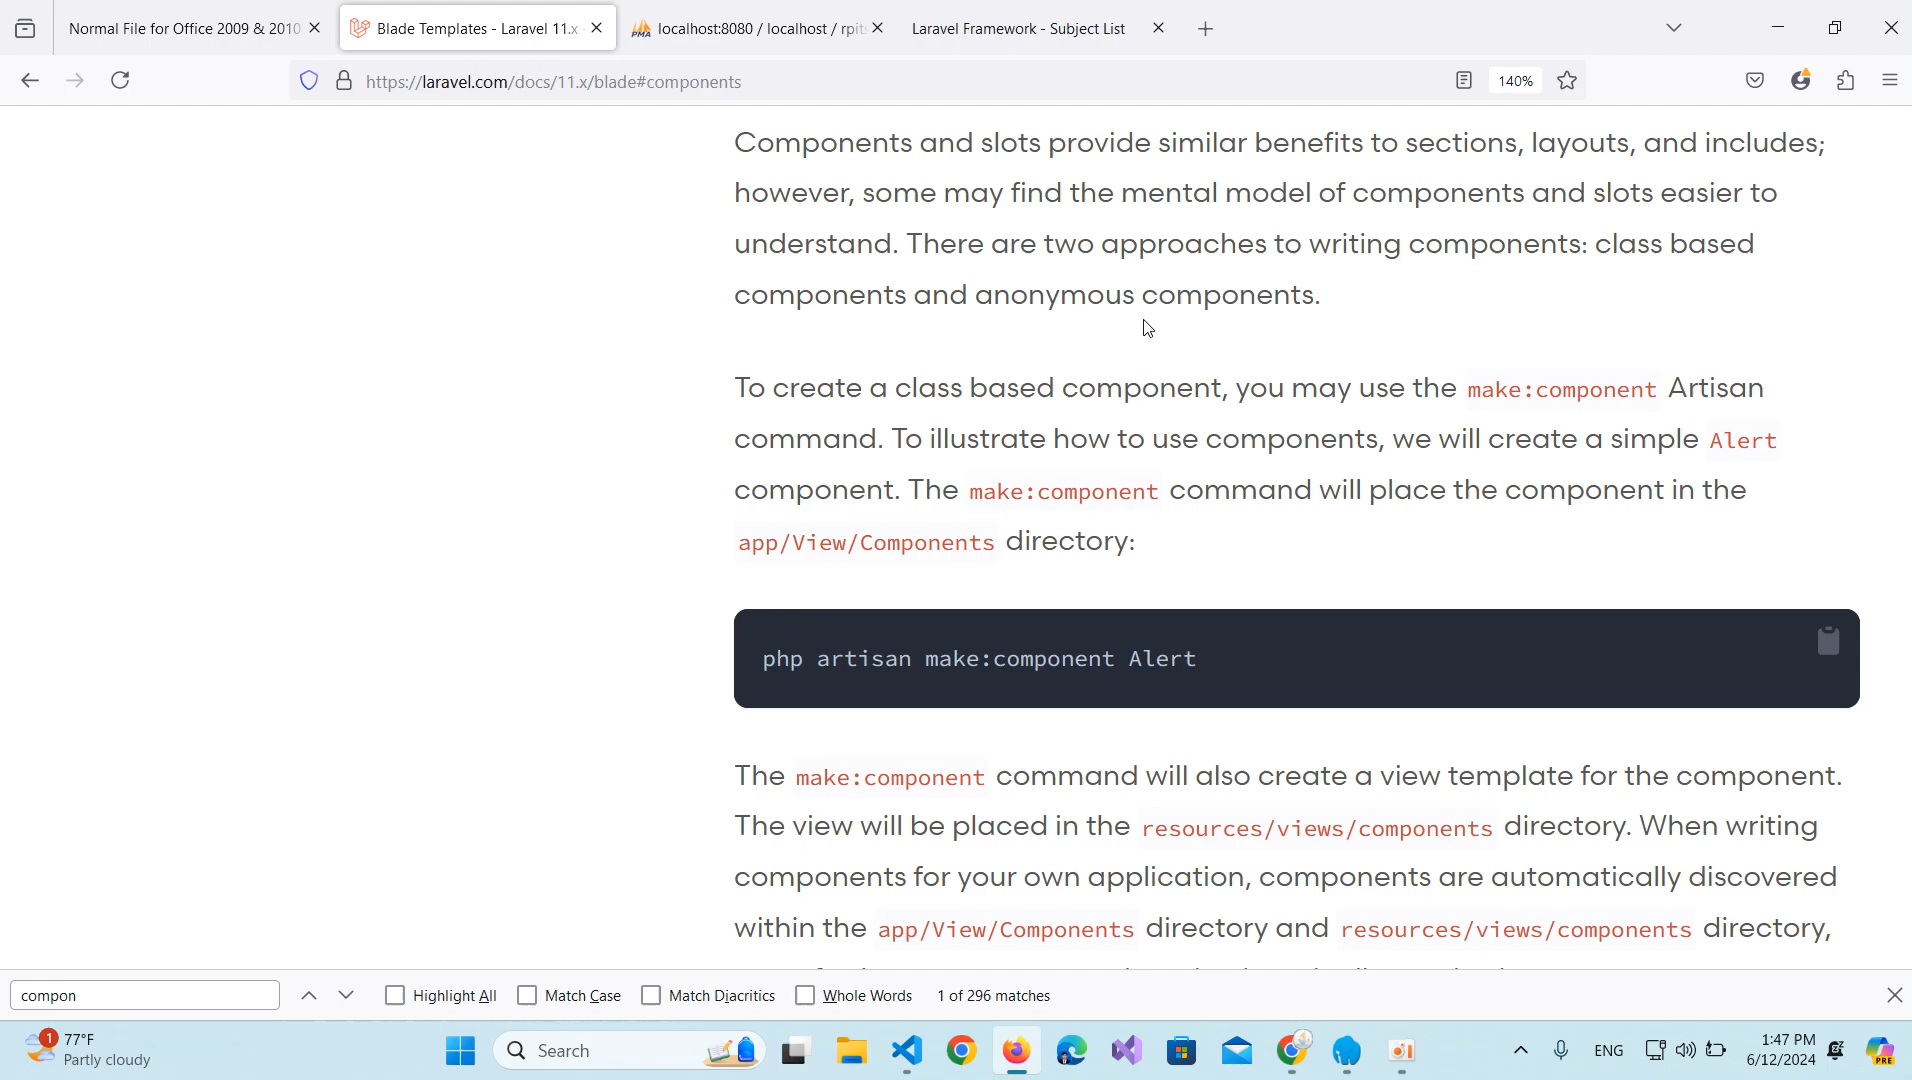 Normal File for Office 2009 & 2010
Blade Templates - Laravel 11.x -
localhost:8080 / localhost / rpits
Laravel Framework - Subject List
https://laravel.com/docs/11.x/blade#components
140%
Components and slots provide similar benefits to sections, layouts, and includes;
however, some may find the mental model of components and slots easier to
understand. There are two approaches to writing components: class based
components and anonymous components.
To create a class based component, you may use the make:component Artisan
command. To illustrate how to use components, we will create a simple Alert
component. The make:component command will place the component in the
app/View/Components directory:
php artisan make:component Alert
The make:component command will also create a view template for the component.
The view will be placed in the resources/views/components directory. When writing
components for your own application, components are automatically discovered
within the app/View/Components directory and resources/views/components directory,
compon
Highlight All
Match Case
Match Diacritics
Whole Words
1 of 296 matches
1
77°F
Partly cloudy
Search
ENG
1:47 PM
6/12/2024
PRE